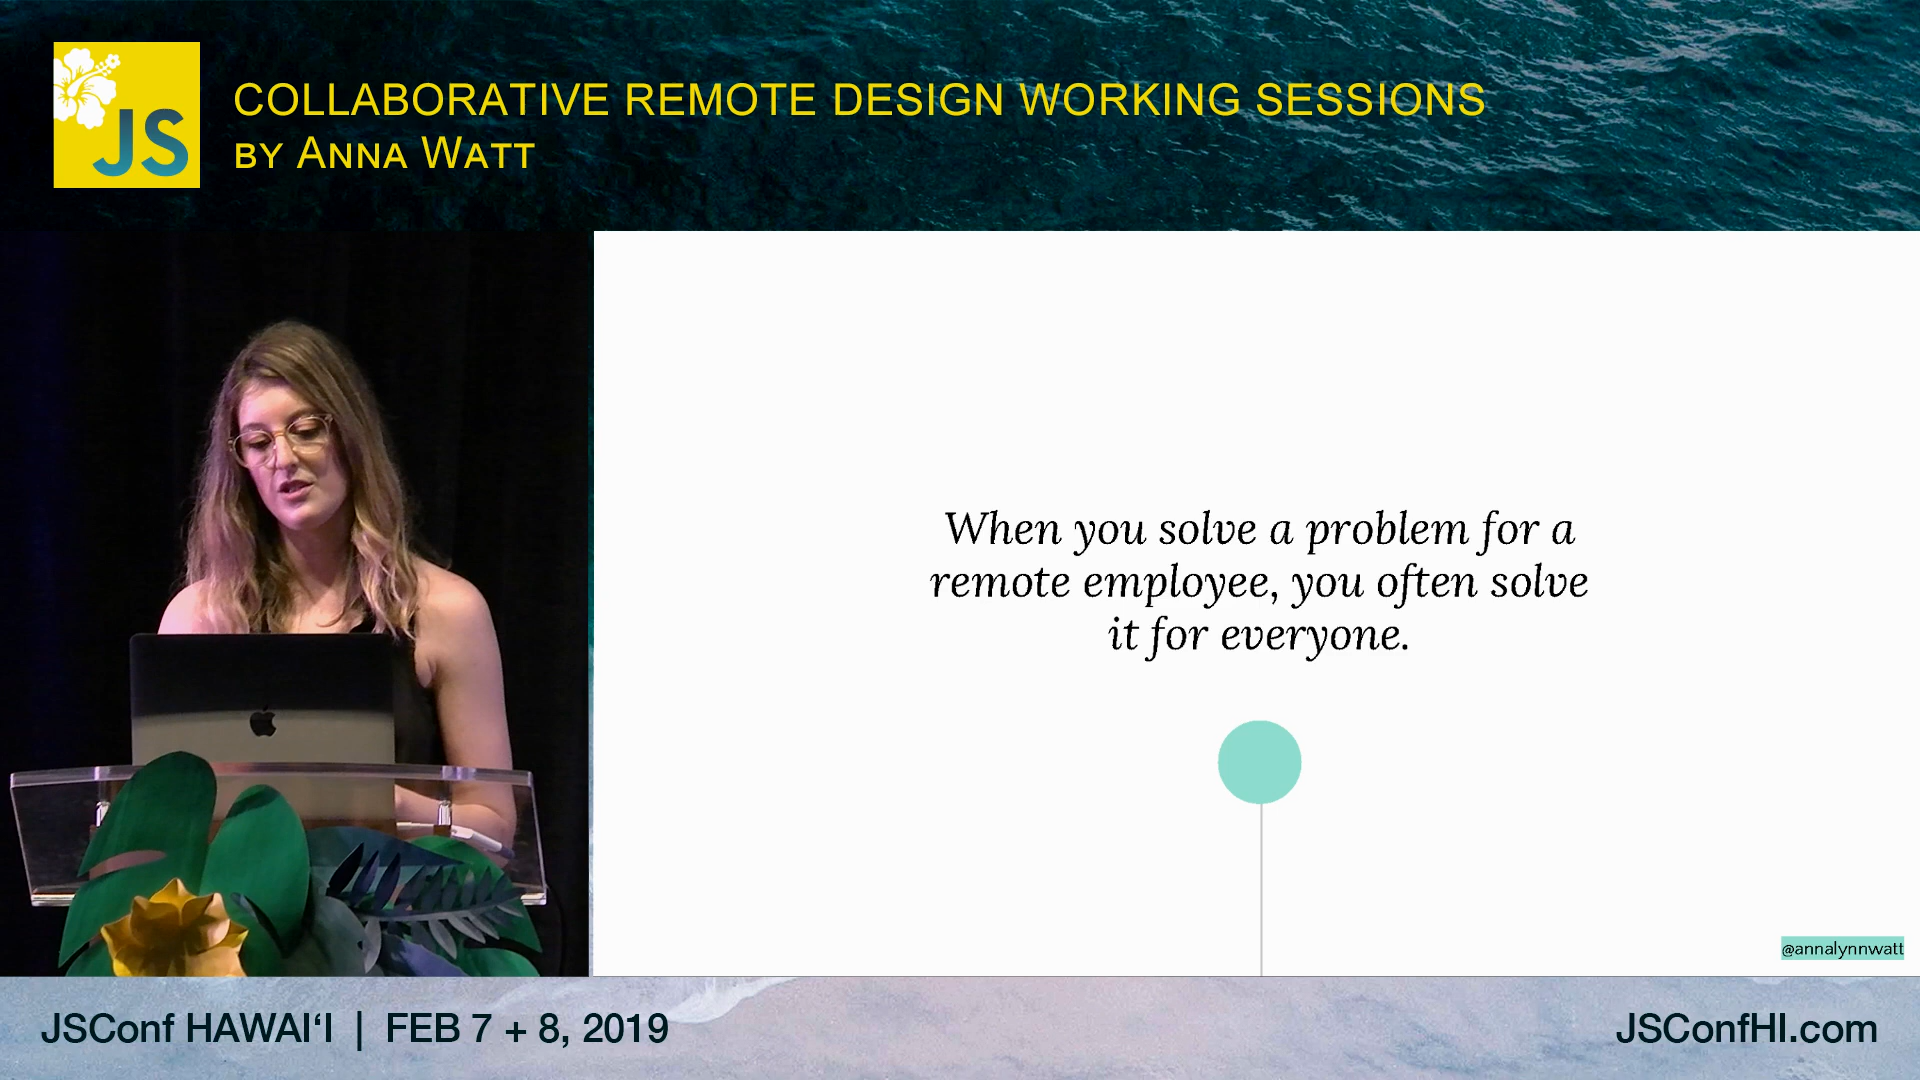 JS
COLLABORATIVE REMOTE DESIGN WORKING SESSIONS
BY ANNA WATT
When you solve a problem for a
remote employee, you often solve
it for everyone.
@annalynnwatt
JSConf HAWAI‘I | FEB 7 + 8, 2019
JSConfHI.com